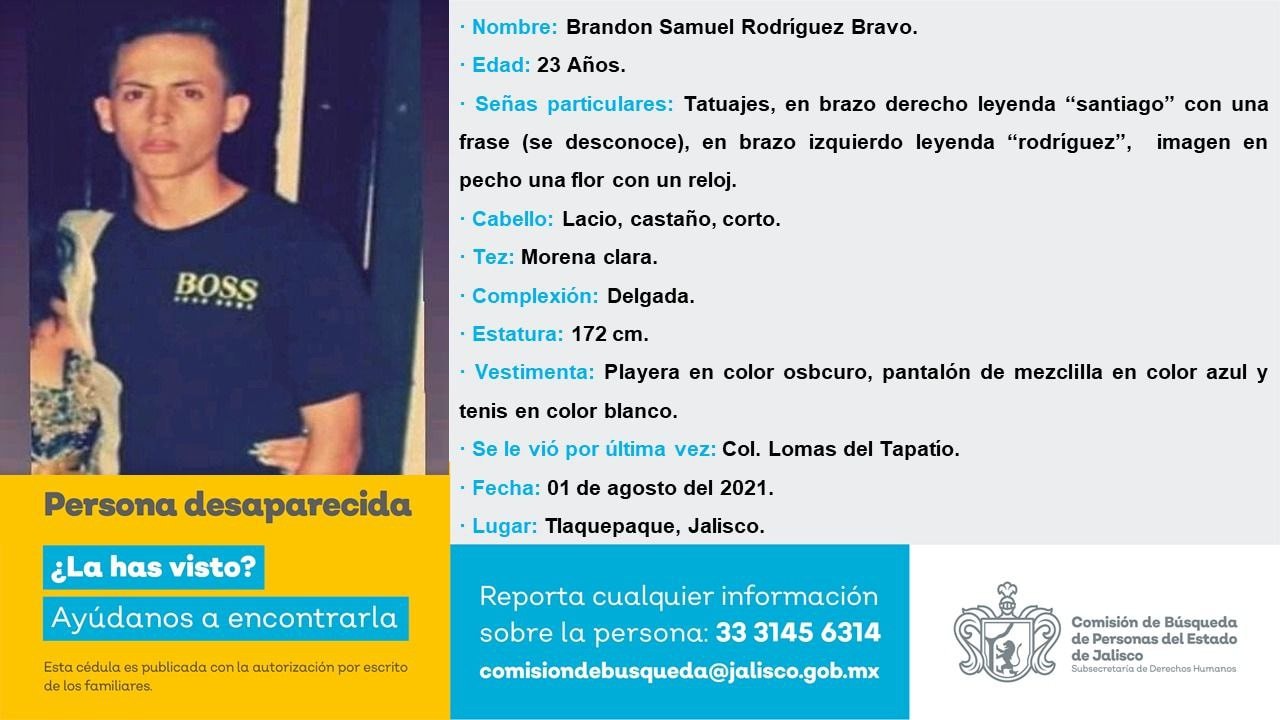 · Nombre: Brandon Samuel Rodríguez Bravo.
· Edad: 23 Años.
· Señas particulares: Tatuajes, en brazo derecho leyenda “santiago” con una
frase (se desconoce), en brazo izquierdo leyenda “rodríguez”, imagen en
pecho una flor con un reloj.
· Cabello: Lacio, castaño, corto.
· Tez: Morena clara.
· Complexión: Delgada.
· Estatura: 172 cm.
· Vestimenta: Playera en color osbcuro, pantalón de mezclilla en color azul y
tenis en color blanco.
· Se le vió por última vez: Col. Lomas del Tapatío.
· Fecha: 01 de agosto del 2021.
· Lugar: Tlaquepaque, Jalisco.
BOSS
Persona desaparecida
¿La has visto?
Ayúdanos a encontrarla
Esta cédula es publicada con la autorización por escrito
de los familiares.
Reporta cualquier información
sobre la persona: 33 3145 6314
comisiondebusqueda@jalisco.gob.mx
Comisión de Búsqueda
de Personas del Estado
de Jalisco
Subsecretaría de Derechos Humanos